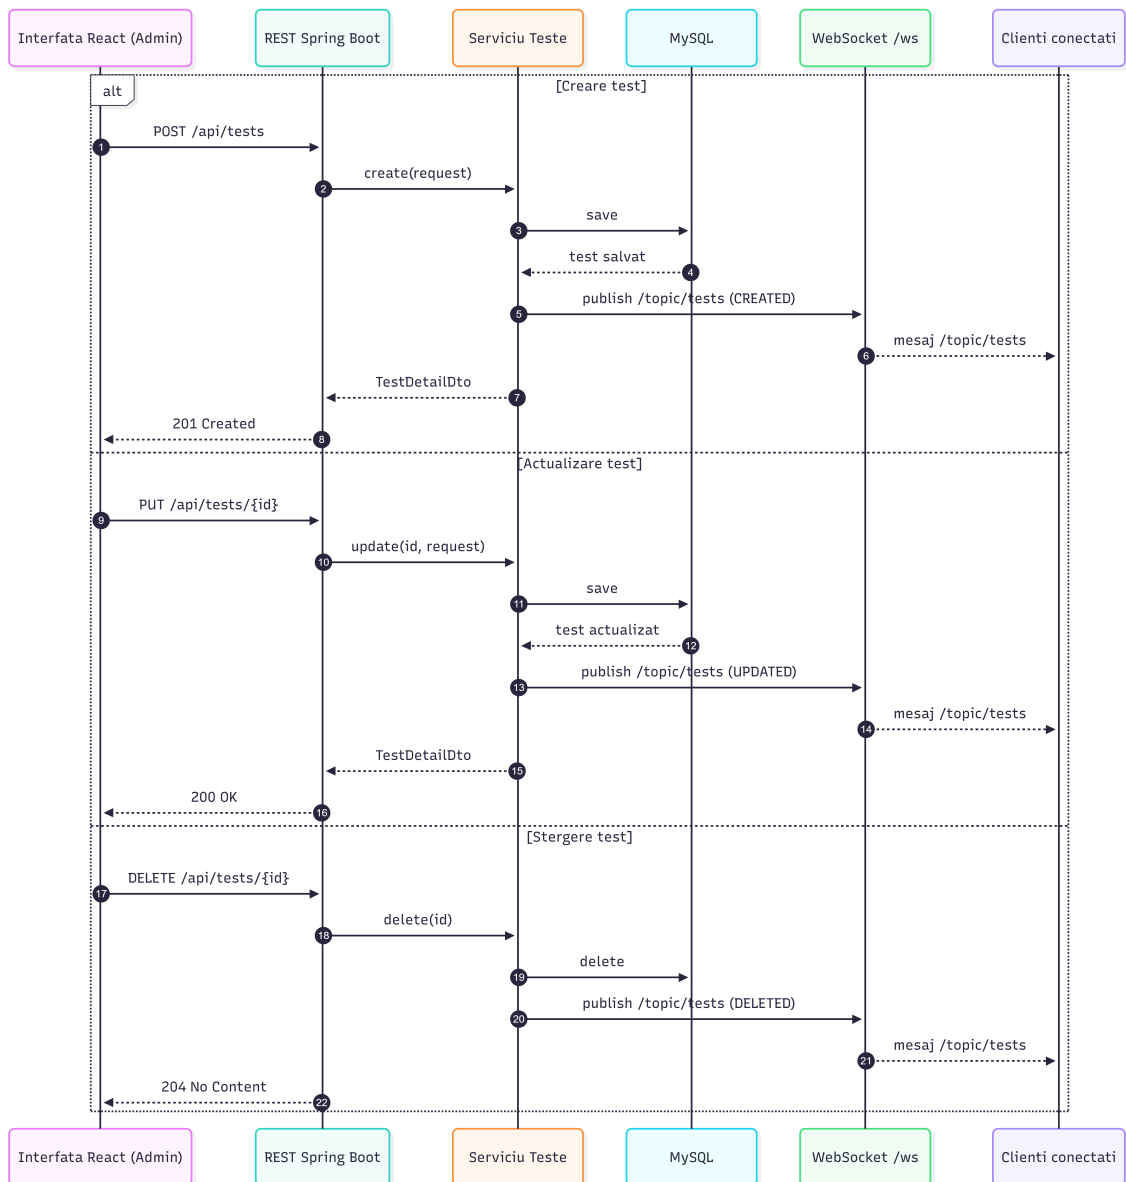 Interfata React (Admin)
REST Spring Boot
Serviciu Teste
MySQL
WebSocket /ws
Clienti conectati
alt
[Creare test]
POST /api/tests
1
create(request)
2
save
3
test salvat
4
publish /topic/tests (CREATED)
5
mesaj /topic/tests
6
TestDetailDto
7
201 Created
8
[Actualizare test]
PUT /api/tests/{id}
9
update(id, request)
10
save
11
test actualizat
12
publish /topic/tests (UPDATED)
13
mesaj /topic/tests
14
TestDetailDto
15
200 OK
16
[Stergere test]
DELETE /api/tests/{id}
17
delete(id)
18
delete
19
publish /topic/tests (DELETED)
20
mesaj /topic/tests
21
204 No Content
22
Interfata React (Admin)
REST Spring Boot
Serviciu Teste
MySQL
WebSocket /ws
Clienti conectati